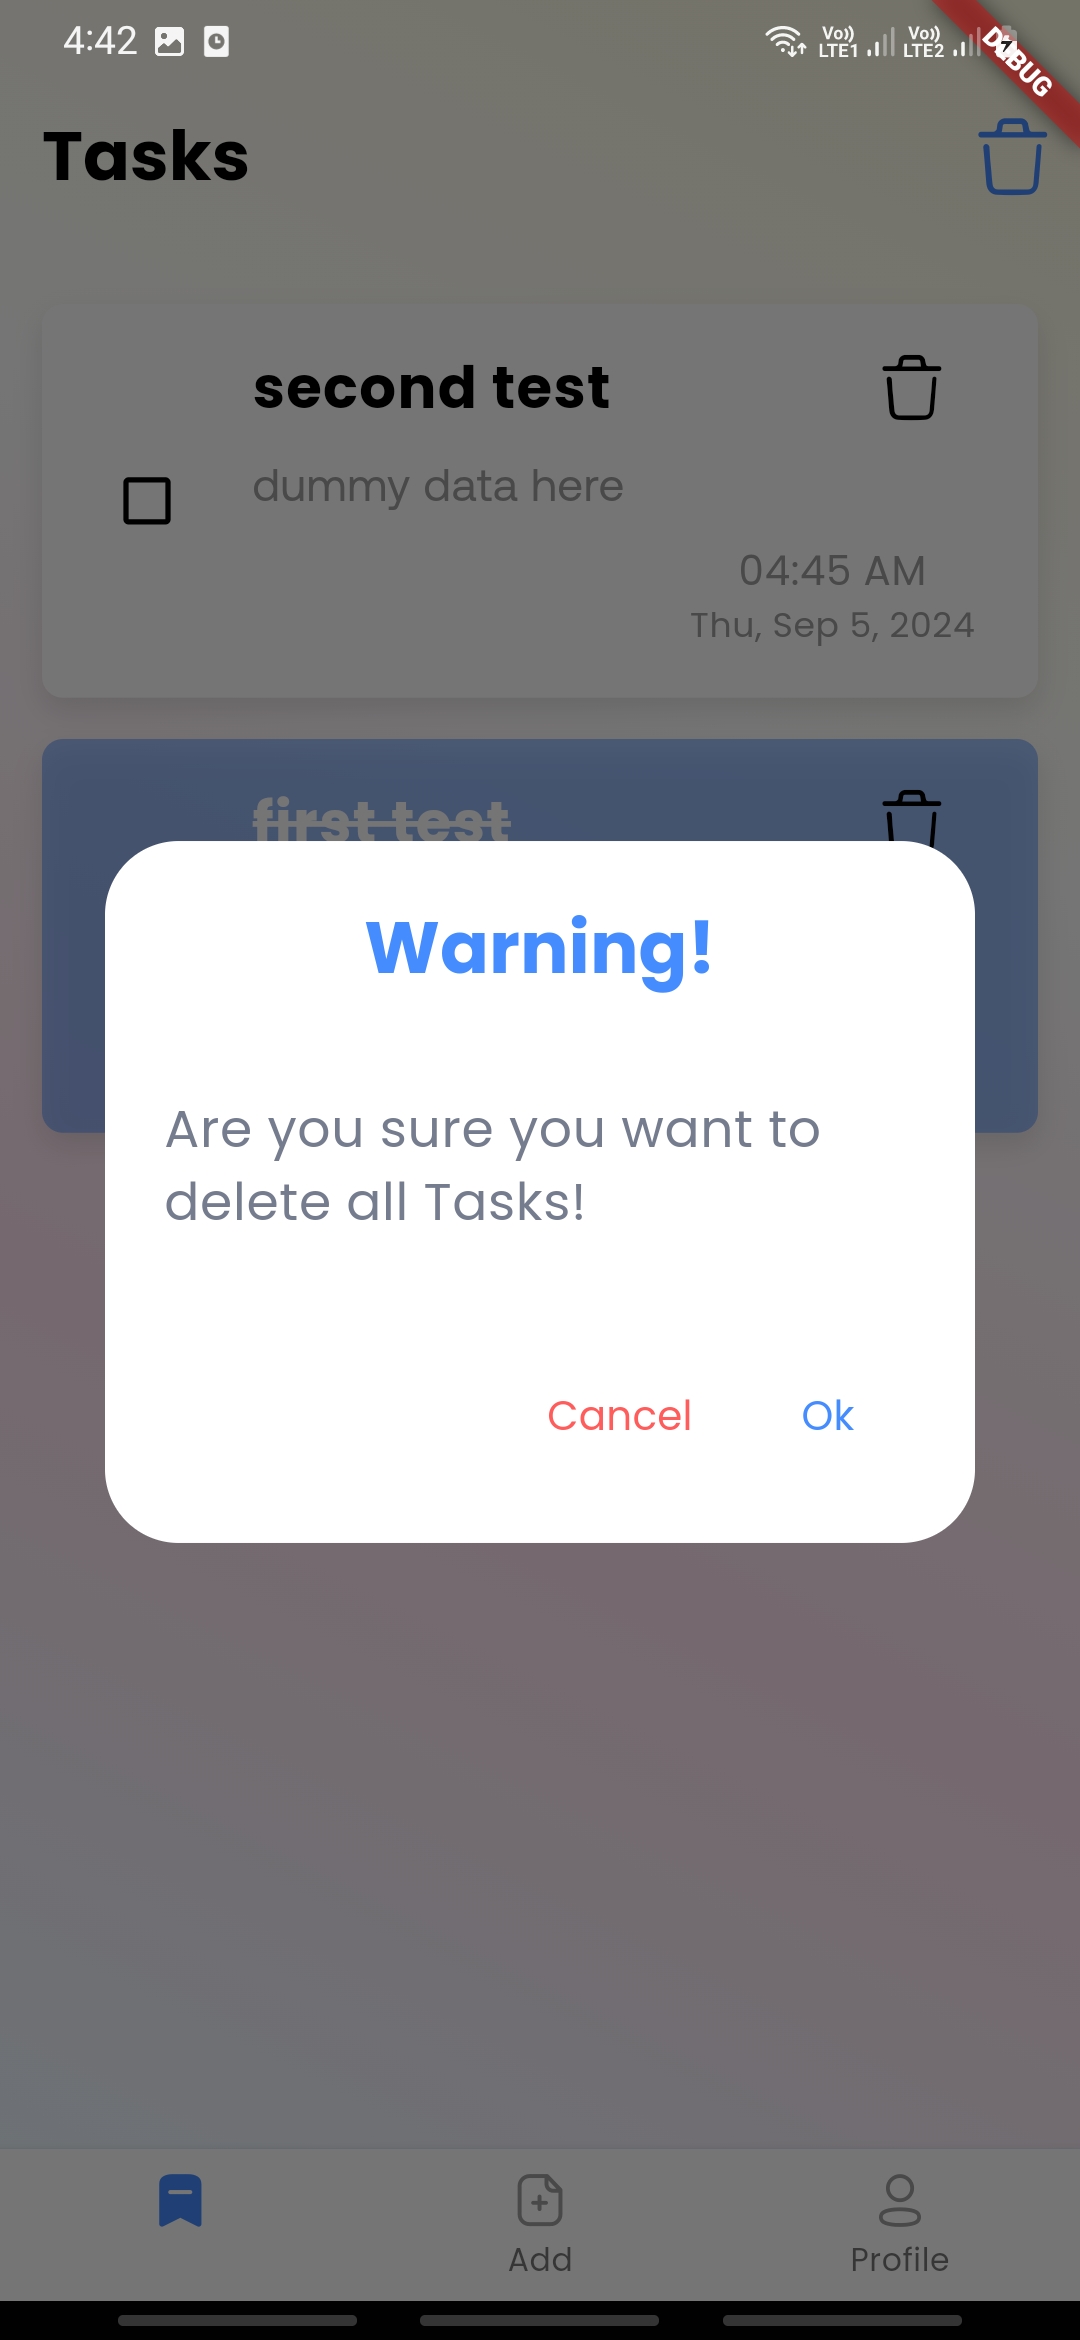 4:42
Vo)) LTE1 Vo)) LTE2
DEBUG
Tasks
second test
dummy data here
04:45 AM
Thu, Sep 5, 2024
first test
Warning!
Are you sure you want to
delete all Tasks!
Cancel Ok
Add Profile